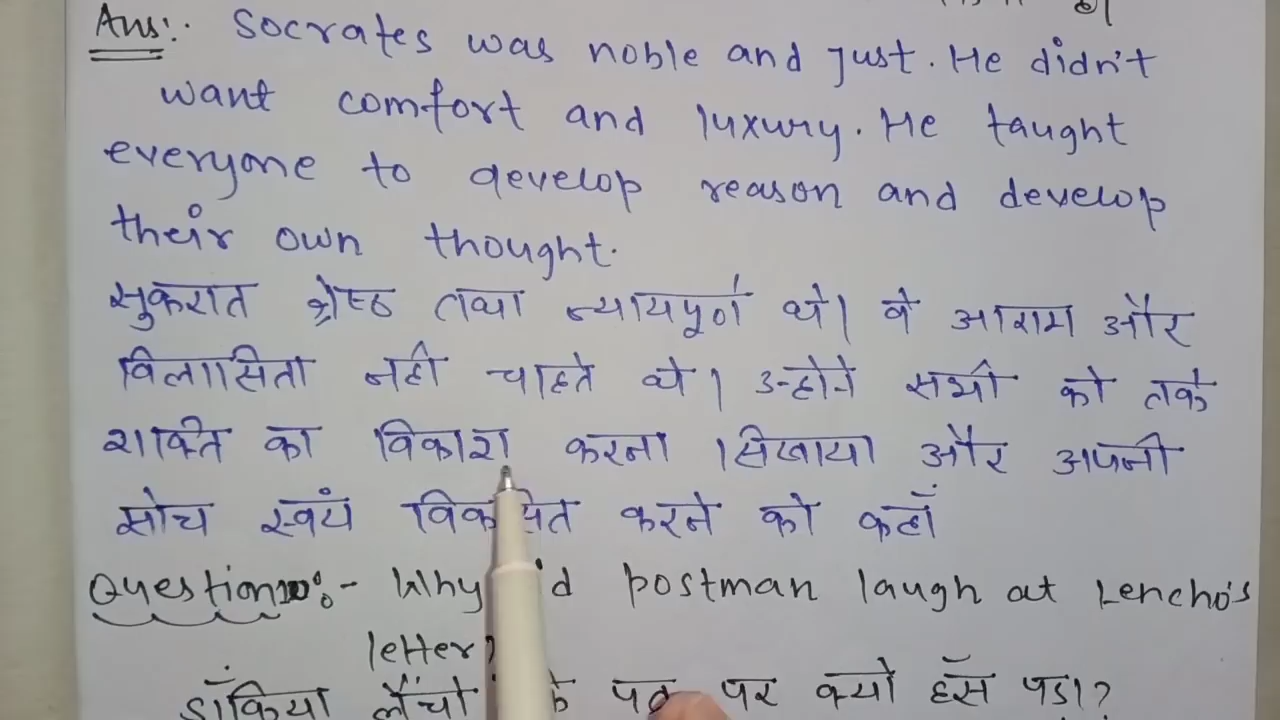 Ans:- Socrates was noble and just. He didn't
want comfort and luxury. He taught
everyone to develop reason and develop
their own thought.
सुकरात श्रेष्ठ तथा न्यायपूर्ण थे। वे आराम और
विलासिता नही चाहते थे। उन्होने सभी को तर्क
शक्ति का विकाश करना सिखाया और अपनी
सोच स्वयं विकसित करने को कहाँ
Question:- Why postman laugh at Lencho's
letter?
डॉकिया लेंचो के पत्र पर क्यो हँस पड़ा?